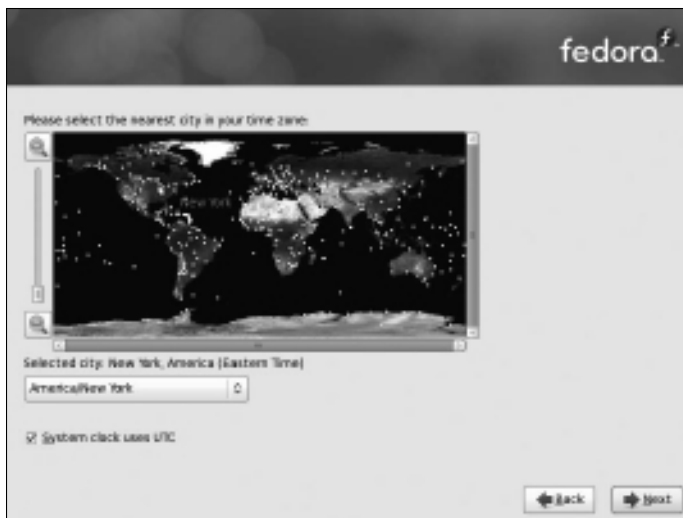 fedora
Please select the nearest city in your time zone:
New York
Selected city: New York, America (Eastern Time)
America/New York
System clock uses UTC
Back
Next